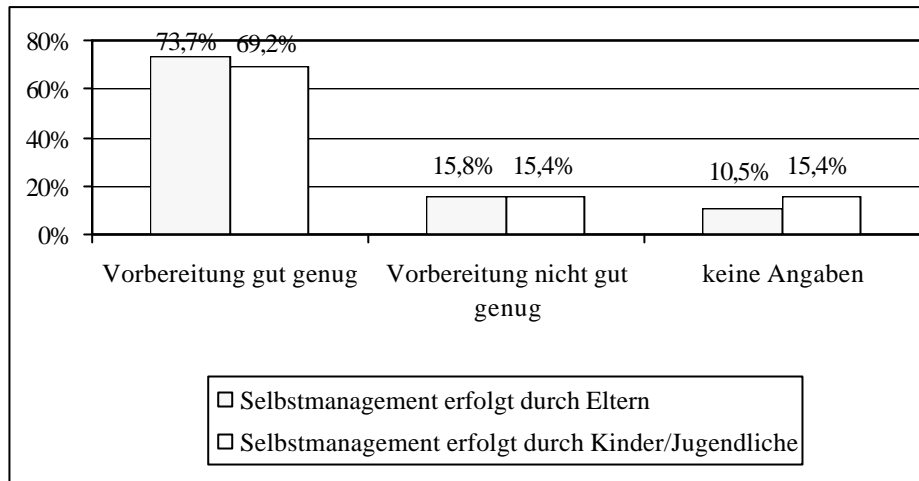 80%
73,7%
69,2%
60%
40%
15,8%
15,4%
10,5%
15,4%
20%
0%
Vorbereitung gut genug
Vorbereitung nicht gut
genug
keine Angaben
Selbstmanagement erfolgt durch Eltern
Selbstmanagement erfolgt durch Kinder/Jugendliche